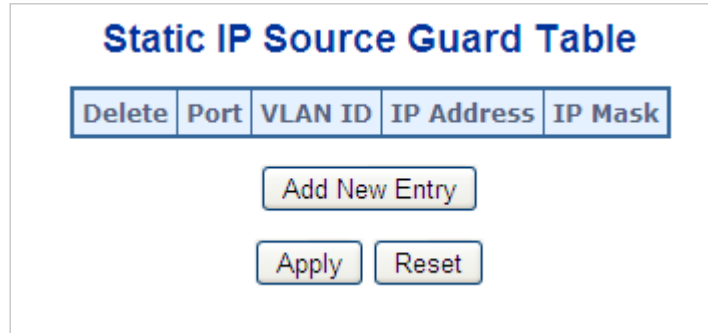 Static IP Source Guard Table
Delete Port VLAN ID IP Address IP Mask
Add New Entry
Apply Reset